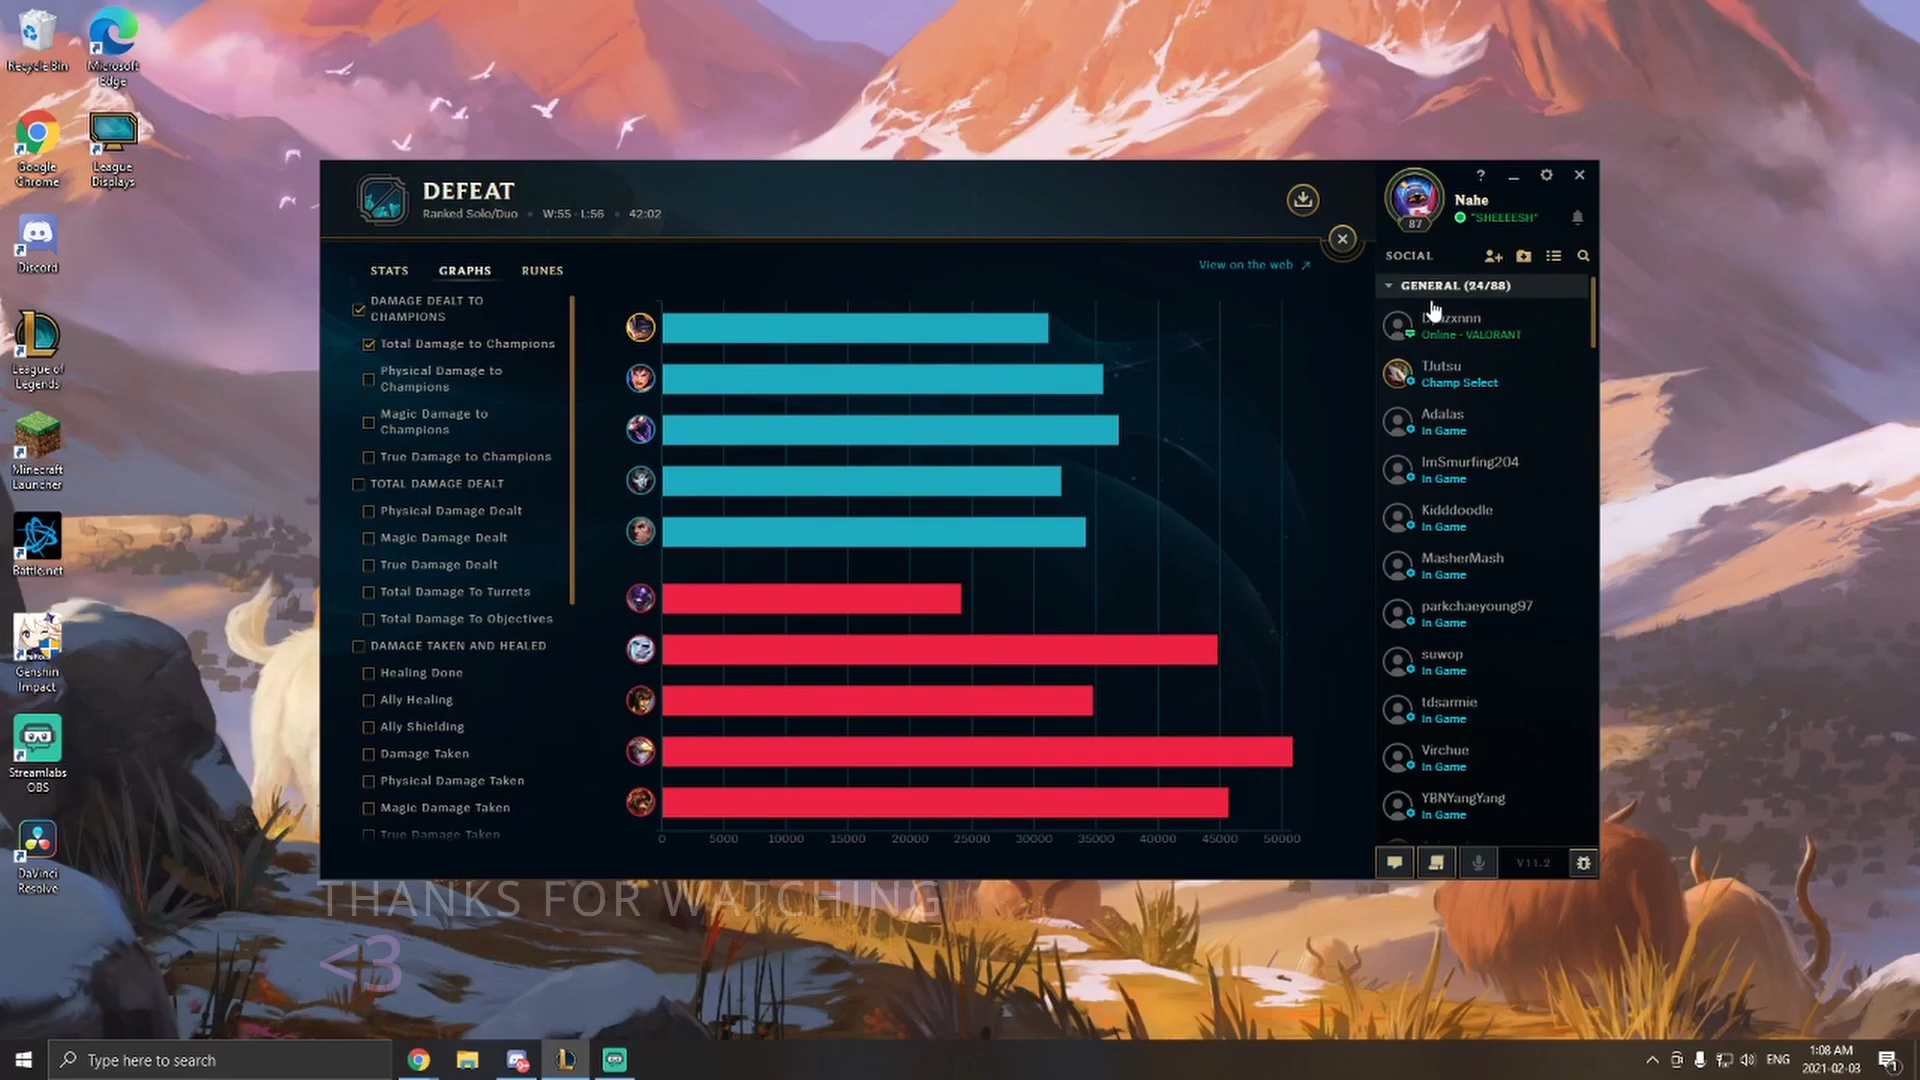 Recycle Bin
Microsoft
Edge
Google
Chrome
League
Displays
Discord
League of
Legends
Minecraft
Launcher
Battle.net
Genshin
Impact
Streamlabs
OBS
DaVinci
Resolve
DEFEAT
Ranked Solo/Duo • W:55 - L:56 • 42:02
STATS GRAPHS RUNES
View on the web
DAMAGE DEALT TO
CHAMPIONS
Total Damage to Champions
Physical Damage to
Champions
Magic Damage to
Champions
True Damage to Champions
TOTAL DAMAGE DEALT
Physical Damage Dealt
Magic Damage Dealt
True Damage Dealt
Total Damage To Turrets
Total Damage To Objectives
DAMAGE TAKEN AND HEALED
Healing Done
Ally Healing
Ally Shielding
Damage Taken
Physical Damage Taken
Magic Damage Taken
True Damage Taken
0 5000 10000 15000 20000 25000 30000 35000 40000 45000 50000
?
87
Nahe
"SHEEEESH"
SOCIAL
GENERAL (24/88)
Online - VALORANT
TJutsu
Champ Select
Adalas
In Game
ImSmurfing204
In Game
Kidddoodle
In Game
MasherMash
In Game
parkchaeyoung97
In Game
suwop
In Game
tdsarmie
In Game
Virchue
In Game
YBNYangYang
In Game
V11.2
THANKS FOR WATCHING
<3
Type here to search
ENG
1:08 AM
2021-02-03
1